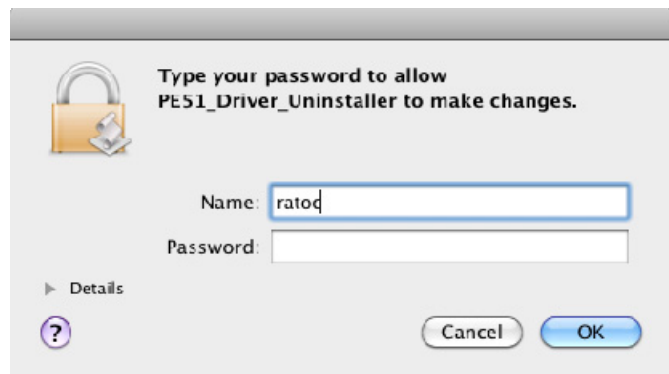 Type your password to allow
PE51_Driver_Uninstaller to make changes.
Name: ratoc
Password:
Details
?
Cancel OK